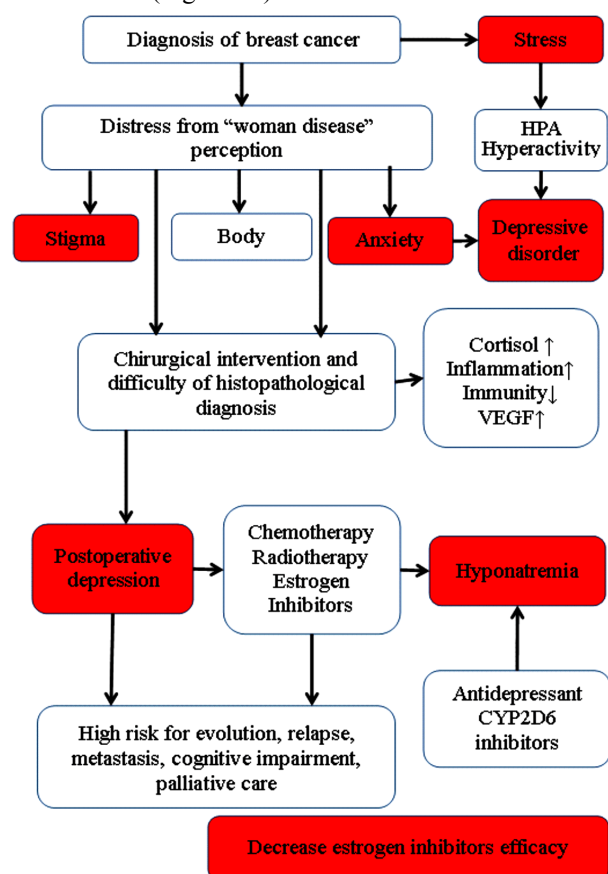 Diagnosis of breast cancer
Stress
Distress from “woman disease”
perception
HPA
Hyperactivity
Stigma
Body
Anxiety
Depressive
disorder
Chirurgical intervention and
difficulty of histopathological
diagnosis
Cortisol ↑
Inflammation↑
Immunity↓
VEGF↑
Postoperative
depression
Chemotherapy
Radiotherapy
Estrogen
Inhibitors
Hyponatremia
High risk for evolution, relapse,
metastasis, cognitive impairment,
palliative care
Antidepressant
CYP2D6
inhibitors
Decrease estrogen inhibitors efficacy